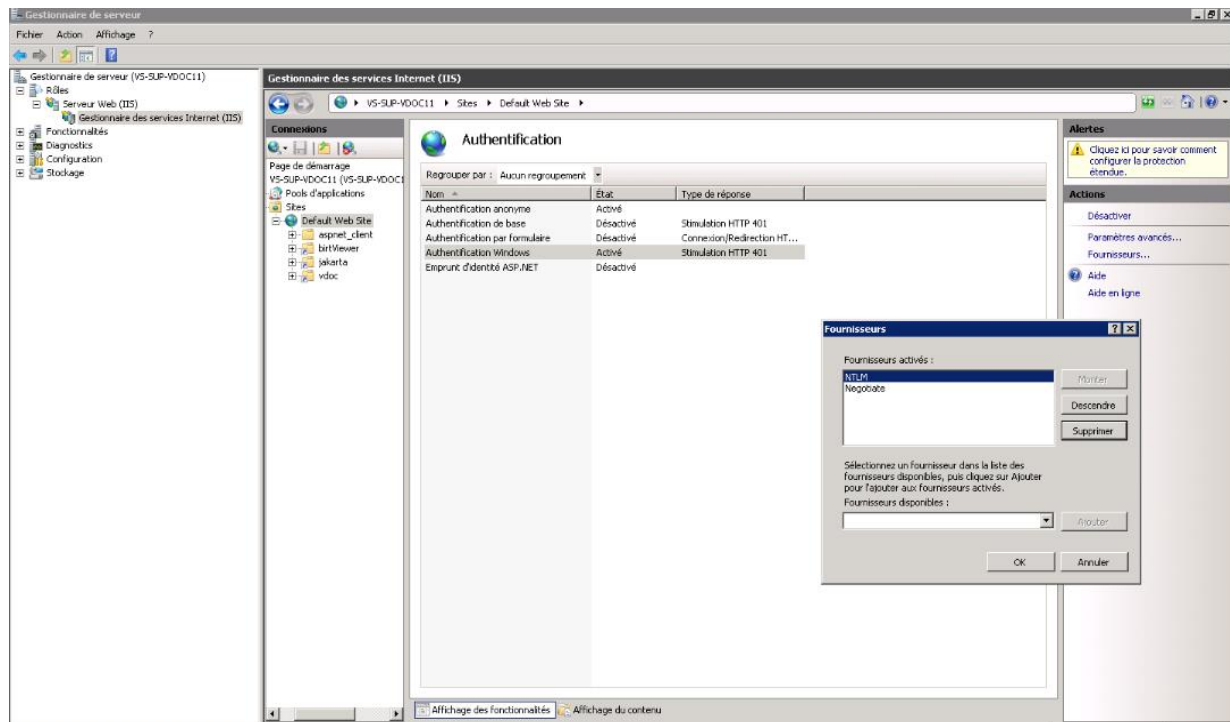 Gestionnaire de serveur
Fichier Action Affichage ?
Gestionnaire de serveur (VS-SUP-VDOC11)
Rôles
Serveur Web (IIS)
Gestionnaire des services Internet (IIS)
Fonctionnalités
Diagnostics
Configuration
Stockage
Gestionnaire des services Internet (IIS)
VS-SUP-VDOC11 Sites Default Web Site
Connexions
Page de démarrage
VS-SUP-VDOC11 (VS-SUP-VDOC1
Pools d'applications
Sites
Default Web Site
aspnet_client
birtViewer
jakarta
vdoc
Authentification
Regrouper par : Aucun regroupement
Nom État Type de réponse
Authentification anonyme Activé
Authentification de base Désactivé Stimulation HTTP 401
Authentification par formulaire Désactivé Connexion/Redirection HT...
Authentification Windows Activé Stimulation HTTP 401
Emprunt d'identité ASP.NET Désactivé
Affichage des fonctionnalités Affichage du contenu
Alertes
Cliquez ici pour savoir comment
configurer la protection
étendue.
Actions
Désactiver
Paramètres avancés...
Fournisseurs...
Aide
Aide en ligne
Fournisseurs
Fournisseurs activés :
NTLM
Negotiate
Monter
Descendre
Supprimer
Sélectionnez un fournisseur dans la liste des
fournisseurs disponibles, puis cliquez sur Ajouter
pour l'ajouter aux fournisseurs activés.
Fournisseurs disponibles :
Ajouter
OK Annuler